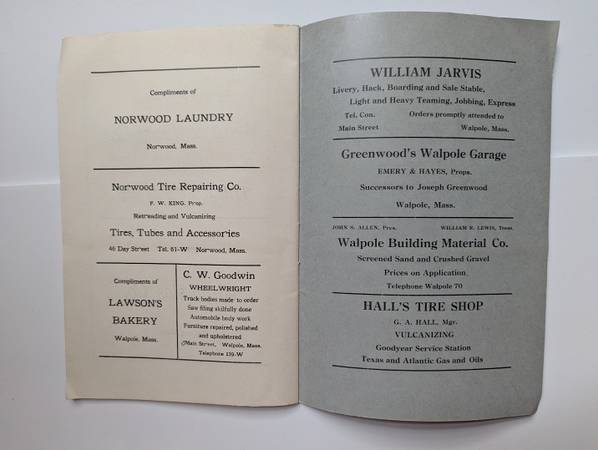 Compliments of
NORWOOD LAUNDRY
Norwood, Mass.
Norwood Tire Repairing Co.
F. W. KING, Prop.
Retreading and Vulcanizing
Tires, Tubes and Accessories
46 Day Street Tel. 61-W Norwood, Mass.
Compliments of
LAWSON'S
BAKERY
Walpole, Mass.
C. W. Goodwin
WHEELWRIGHT
Truck bodies made to order
Saw filing skilfully done
Automobile body work
Furniture repaired, polished
and upholstered
Main Street, Walpole, Mass.
Telephone 139-W
WILLIAM JARVIS
Livery, Hack, Boarding and Sale Stable,
Light and Heavy Teaming, Jobbing, Express
Tel. Con. Orders promptly attended to
Main Street Walpole, Mass.
Greenwood's Walpole Garage
EMERY & HAYES, Props.
Successors to Joseph Greenwood
Walpole, Mass.
JOHN S. ALLEN, Pres. WILLIAM R. LEWIS, Treas.
Walpole Building Material Co.
Screened Sand and Crushed Gravel
Prices on Application
Telephone Walpole 70
HALL'S TIRE SHOP
G. A. HALL, Mgr.
VULCANIZING
Goodyear Service Station
Texas and Atlantic Gas and Oils